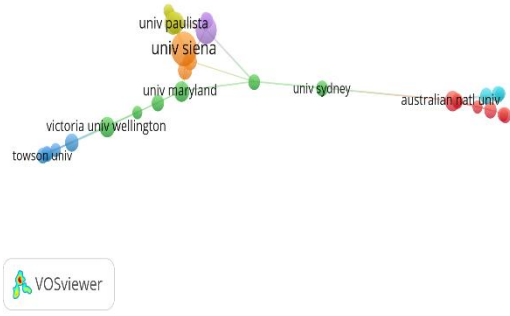 univ paulista
univ siena
univ maryland
univ sydney
australian natl univ
victoria univ wellington
towson univ
VOSviewer